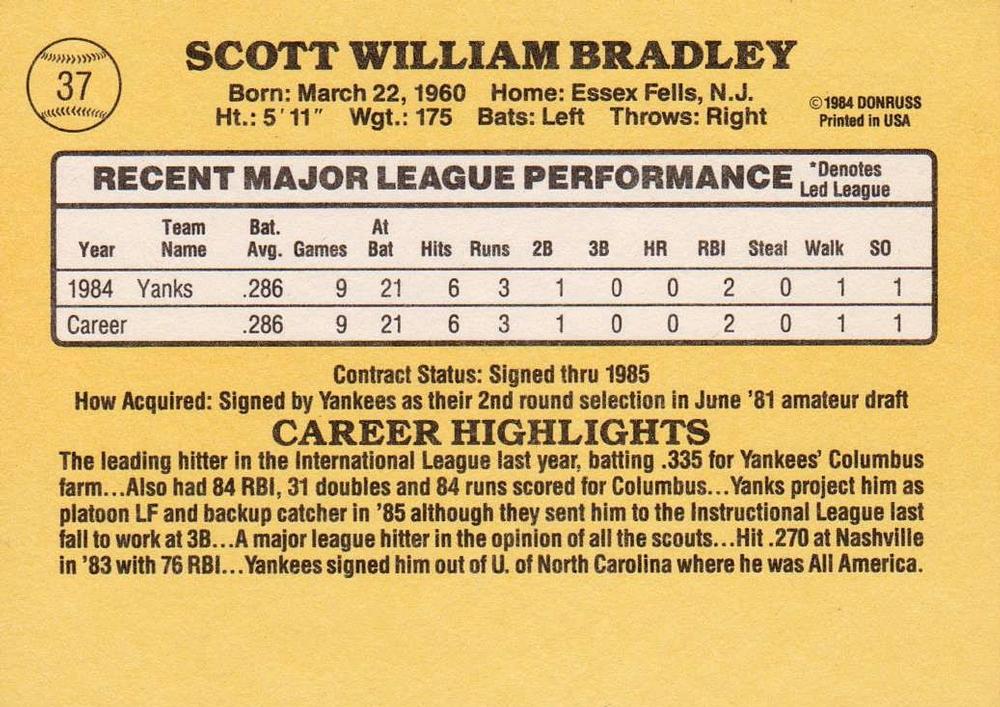 37
SCOTT WILLIAM BRADLEY
Born: March 22, 1960 Home: Essex Fells, N.J.
Ht.: 5'11" Wgt.: 175 Bats: Left Throws: Right
©1984 DONRUSS
Printed in USA
RECENT MAJOR LEAGUE PERFORMANCE *Denotes Led League
Year Team Name Bat. Avg. Games At Bat Hits Runs 2B 3B HR RBI Steal Walk SO
1984 Yanks .286 9 21 6 3 1 0 0 2 0 1 1
Career .286 9 21 6 3 1 0 0 2 0 1 1
Contract Status: Signed thru 1985
How Acquired: Signed by Yankees as their 2nd round selection in June '81 amateur draft
CAREER HIGHLIGHTS
The leading hitter in the International League last year, batting .335 for Yankees' Columbus
farm...Also had 84 RBI, 31 doubles and 84 runs scored for Columbus...Yanks project him as
platoon LF and backup catcher in '85 although they sent him to the Instructional League last
fall to work at 3B...A major league hitter in the opinion of all the scouts...Hit .270 at Nashville
in '83 with 76 RBI...Yankees signed him out of U. of North Carolina where he was All America.